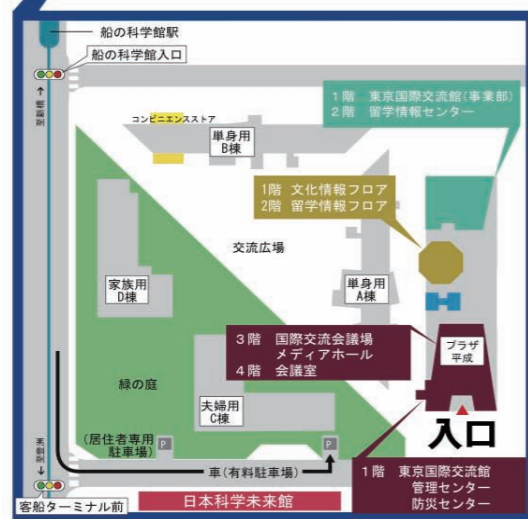 船の科学館駅
船の科学館入口
至新橋
コンビニエンスストア
単身用
B棟
1階 東京国際交流館(事業部)
2階 留学情報センター
1階 文化情報フロア
2階 留学情報フロア
交流広場
家族用
D棟
単身用
A棟
3階 国際交流会議場
メディアホール
4階 会議室
プラザ
平成
緑の庭
夫婦用
C棟
入口
(居住者専用
駐車場)
P
P
至豊洲
車(有料駐車場)
1階 東京国際交流館
管理センター
防災センター
客船ターミナル前
日本科学未来館